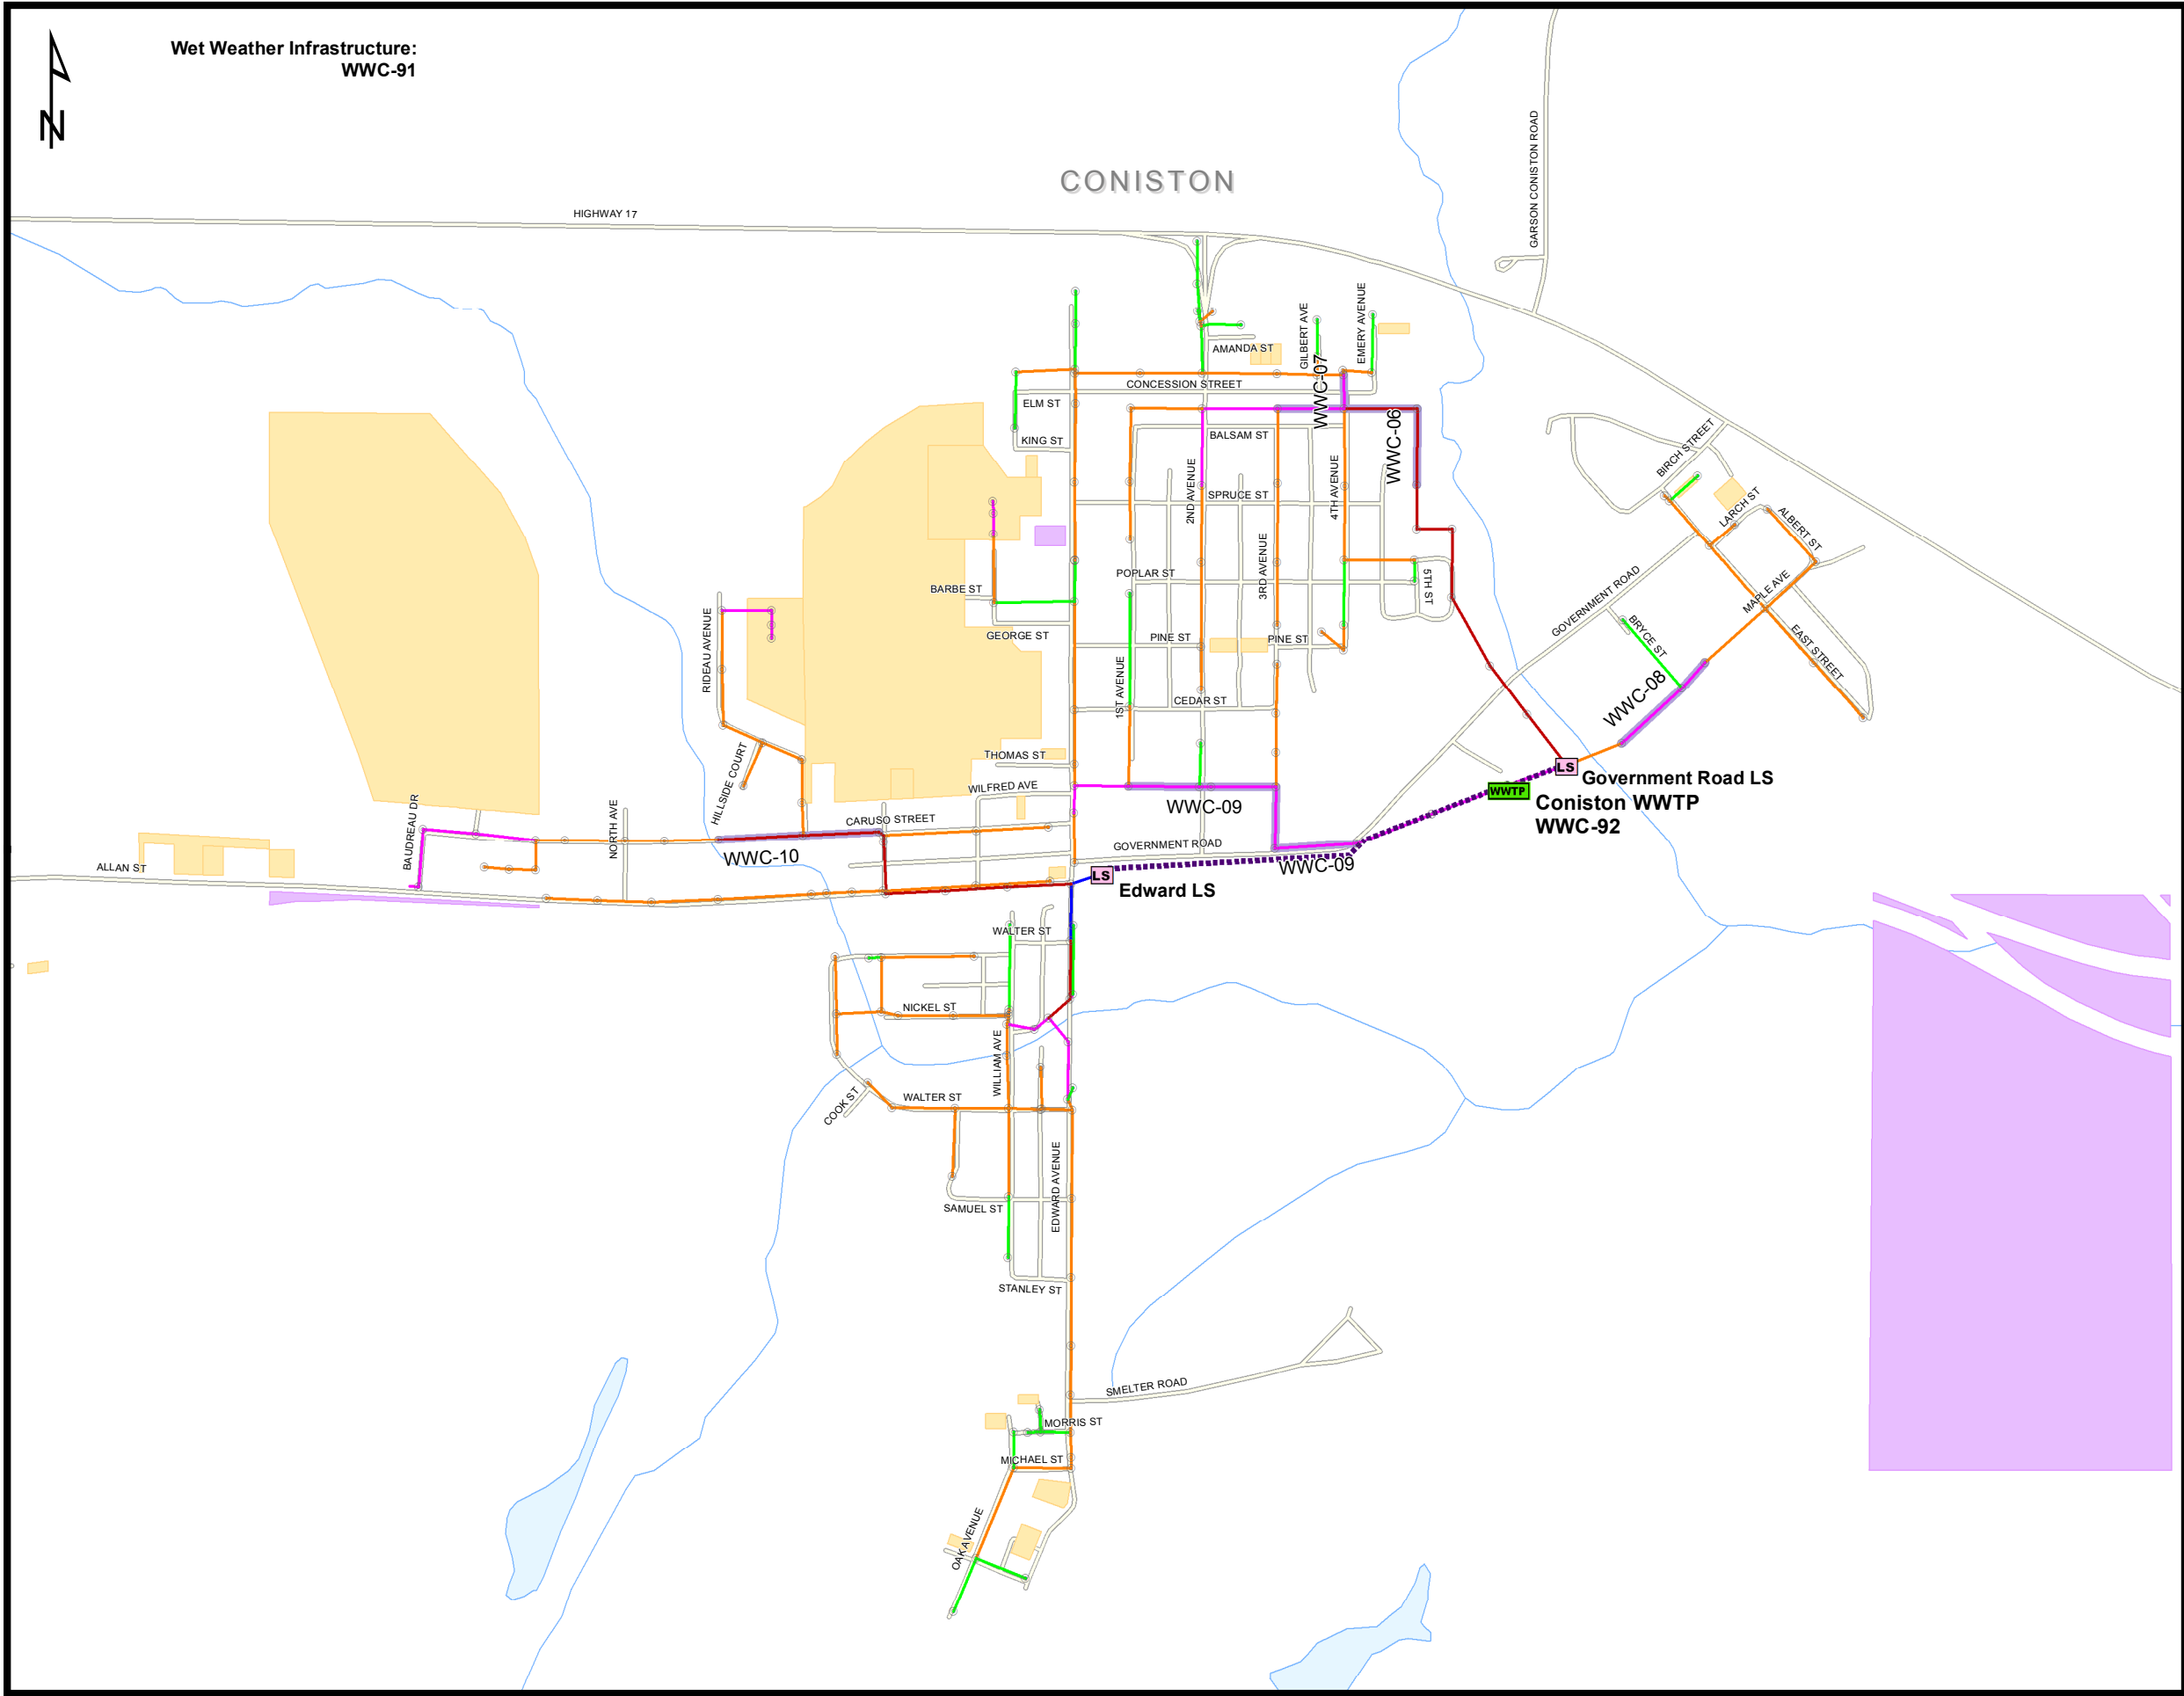 Wet Weather Infrastructure:
WWC-91
N
CONISTON
HIGHWAY 17
GARSON CONISTON ROAD
GILBERT AVE
EMERY AVENUE
AMANDA ST
WWC-07
CONCESSION STREET
ELM ST
KING ST
BALSAM ST
WWC-06
BIRCH STREET
2ND AVENUE
SPRUCE ST
4TH AVENUE
LARCH ST
ALBERT ST
3RD AVENUE
POPLAR ST
5TH ST
BARBE ST
GOVERNMENT ROAD
MAPLE AVE
RIDEAU AVENUE
GEORGE ST
PINE ST
PINE ST
BRYCE ST
EAST STREET
1ST AVENUE
CEDAR ST
WWC-08
HILLSIDE COURT
THOMAS ST
LS
Government Road LS
WILFRED AVE
WWTP
Coniston WWTP
WWC-92
WWC-09
BAUDREAU DR
NORTH AVE
CARUSO STREET
GOVERNMENT ROAD
WWC-10
WWC-09
ALLAN ST
LS
Edward LS
WALTER ST
NICKEL ST
WILLIAM AVE
COOK ST
WALTER ST
EDWARD AVENUE
SAMUEL ST
STANLEY ST
SMELTER ROAD
MORRIS ST
MICHAEL ST
OAK AVENUE